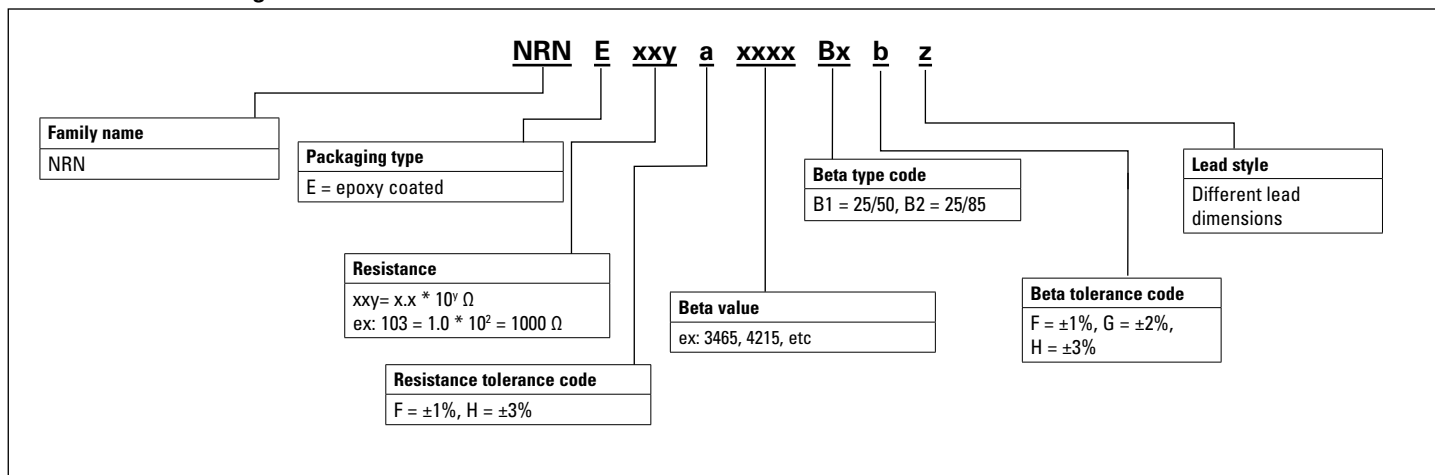 NRN E xxy a xxxx Bx b z
Family name
NRN
Packaging type
E = epoxy coated
Beta type code
B1 = 25/50, B2 = 25/85
Lead style
Different lead
dimensions
Resistance
xxy= x.x * 10ʸ Ω
ex: 103 = 1.0 * 10² = 1000 Ω
Beta value
ex: 3465, 4215, etc
Beta tolerance code
F = ±1%, G = ±2%,
H = ±3%
Resistance tolerance code
F = ±1%, H = ±3%